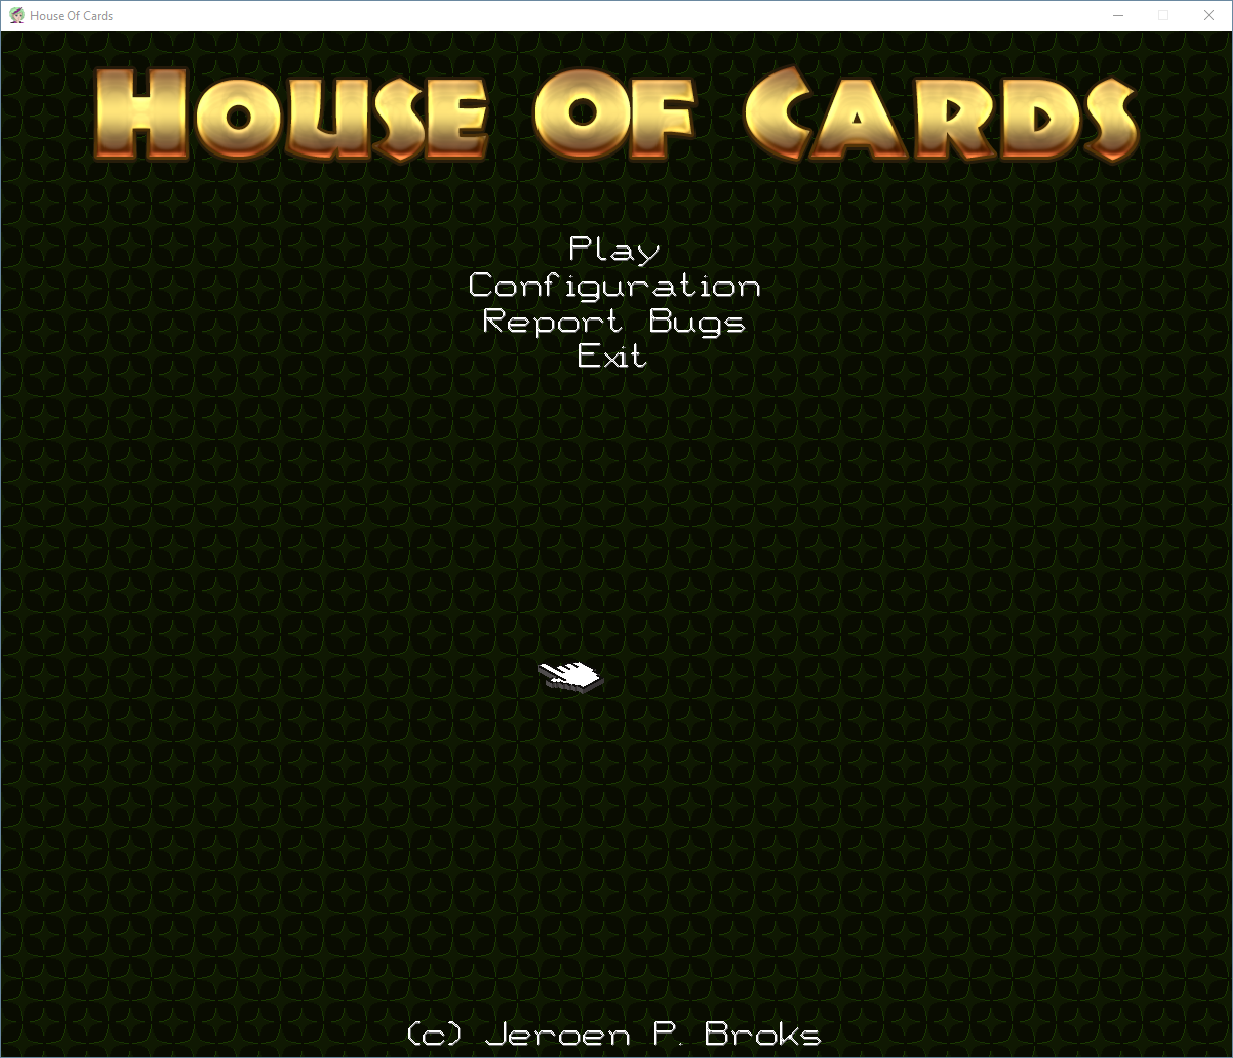 House Of Cards
House Of Cards
Play
Configuration
Report Bugs
Exit
(c) Jeroen P. Broks